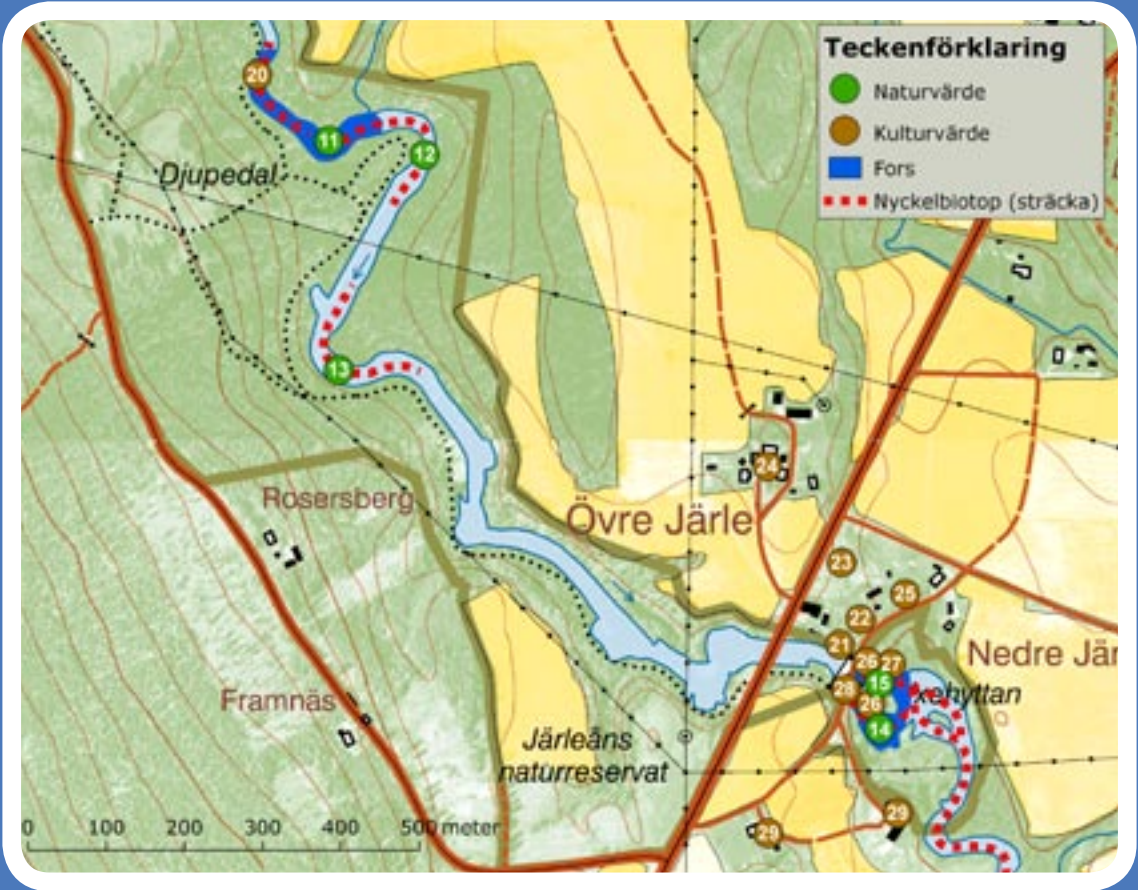 Teckenförklaring
Naturvärde
Kulturvärde
Fors
Nyckelbiotop (sträcka)
20
11
12
Djupedal
13
24
Rosersberg
Övre Järle
23
25
22
21
26 27
Nedre Jär
15
28
26
xehyttan
Framnäs
14
Järleåns
naturreservat
29
29
0 100 200 300 400 500 meter